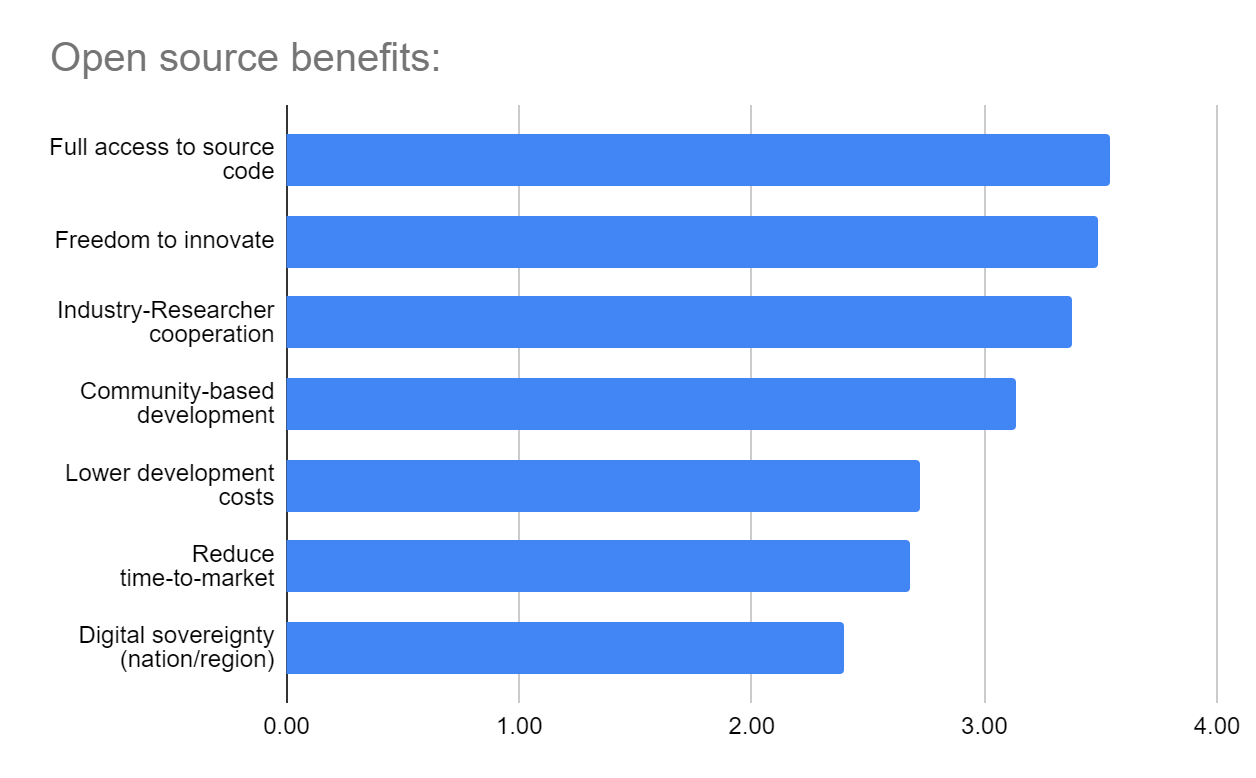 Open source benefits:
Full access to source
code
Freedom to innovate
Industry-Researcher
cooperation
Community-based
development
Lower development
costs
Reduce
time-to-market
Digital sovereignty
(nation/region)
0.00 1.00 2.00 3.00 4.00